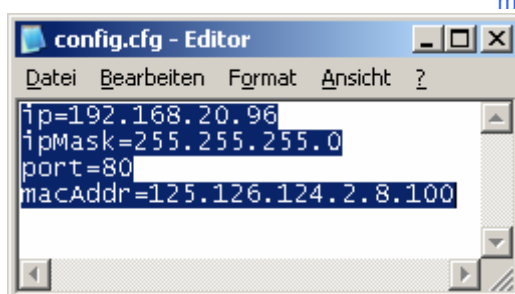 config.cfg - Editor
Datei Bearbeiten Format Ansicht ?
ip=192.168.20.96
ipMask=255.255.255.0
port=80
macAddr=125.126.124.2.8.100